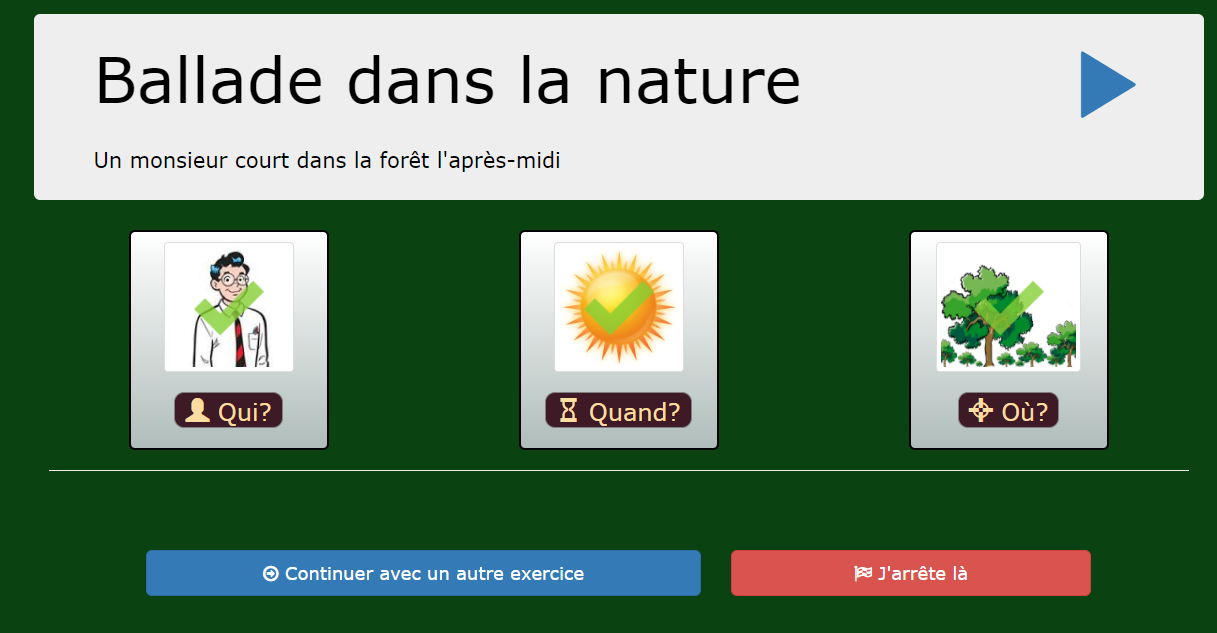 Ballade dans la nature
Un monsieur court dans la forêt l'après-midi
Qui?
Quand?
Où?
Continuer avec un autre exercice
J'arrête là